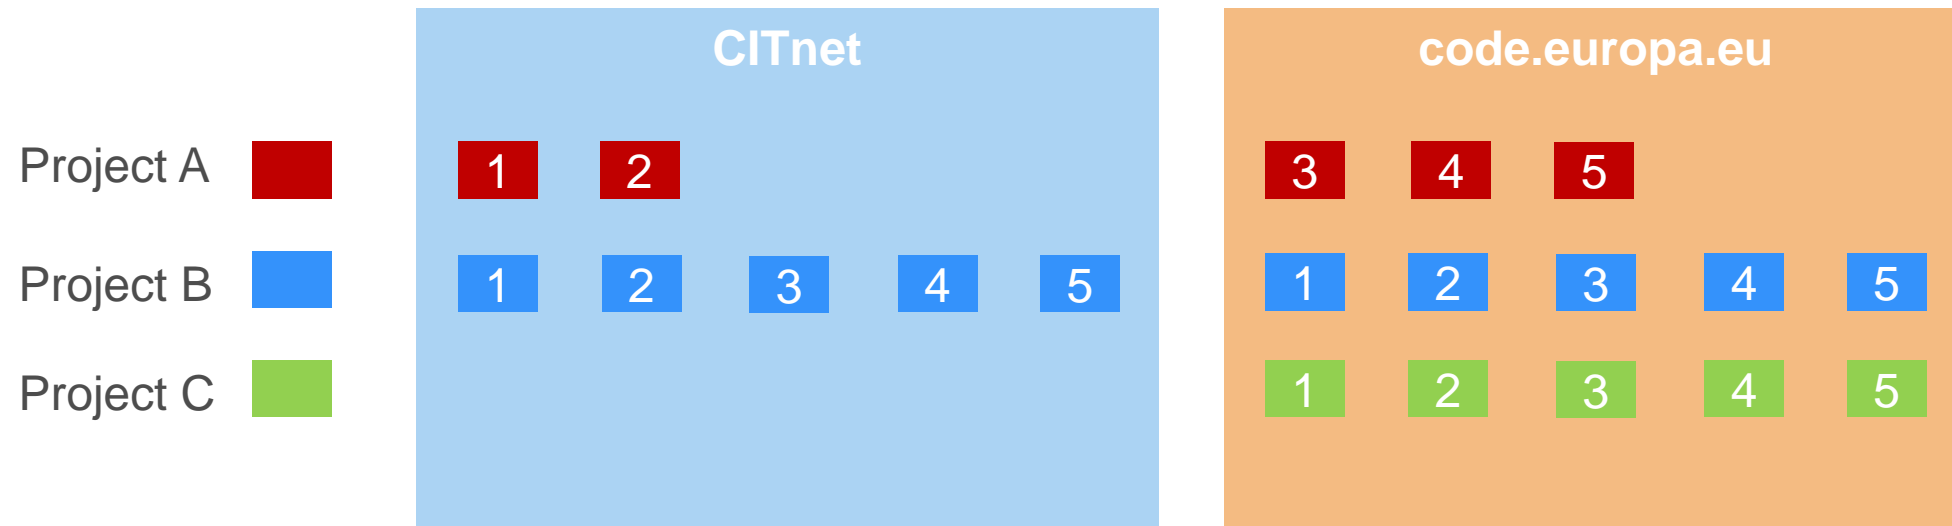 CITnet code.europa.eu
Project A 1 2 3 4 5
Project B 1 2 3 4 5 1 2 3 4 5
Project C 1 2 3 4 5